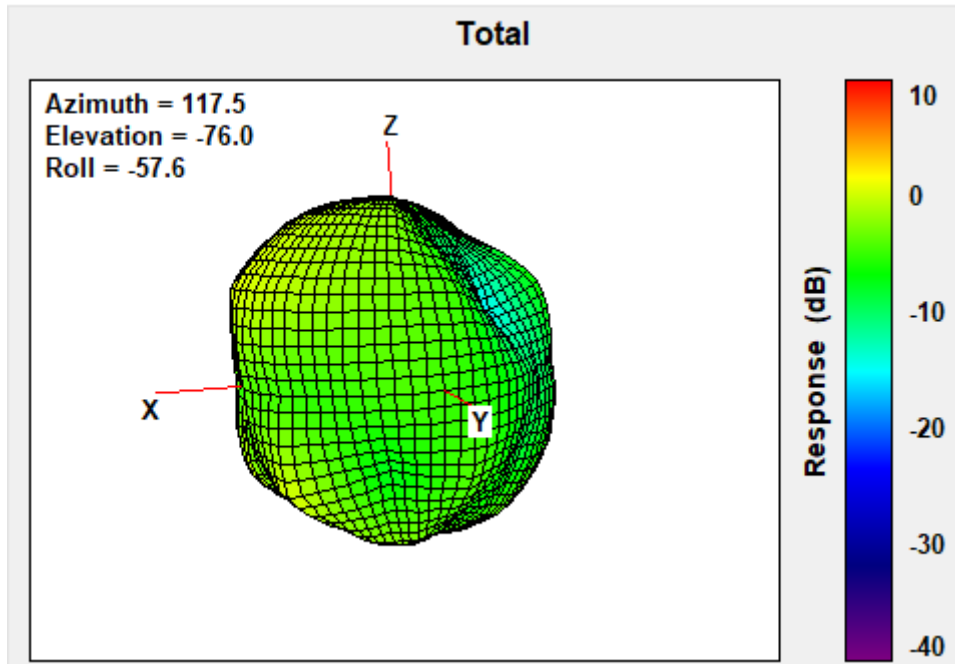 Total
Azimuth = 117.5
Elevation = -76.0
Roll = -57.6
Z
X
Y
10
0
-10
-20
-30
-40
Response (dB)